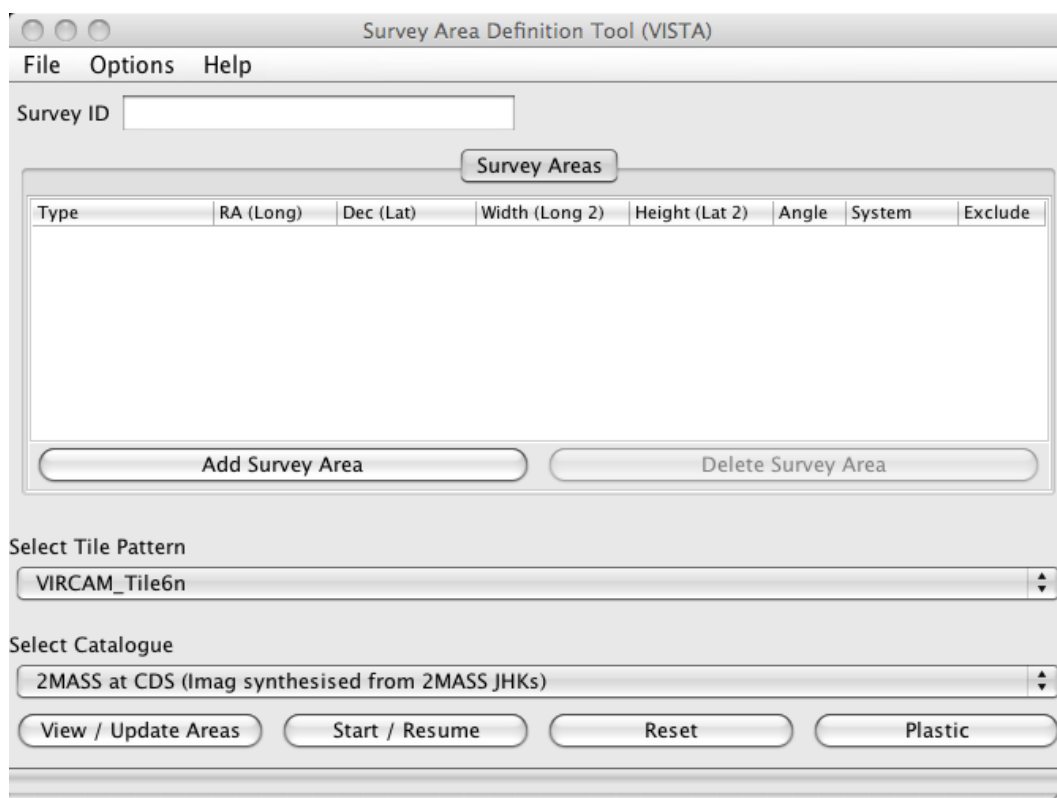 Survey Area Definition Tool (VISTA)
File Options Help
Survey ID
Survey Areas
Type RA (Long) Dec (Lat) Width (Long 2) Height (Lat 2) Angle System Exclude
Add Survey Area Delete Survey Area
Select Tile Pattern
VIRCAM_Tile6n
Select Catalogue
2MASS at CDS (Imag synthesised from 2MASS JHKs)
View / Update Areas Start / Resume Reset Plastic